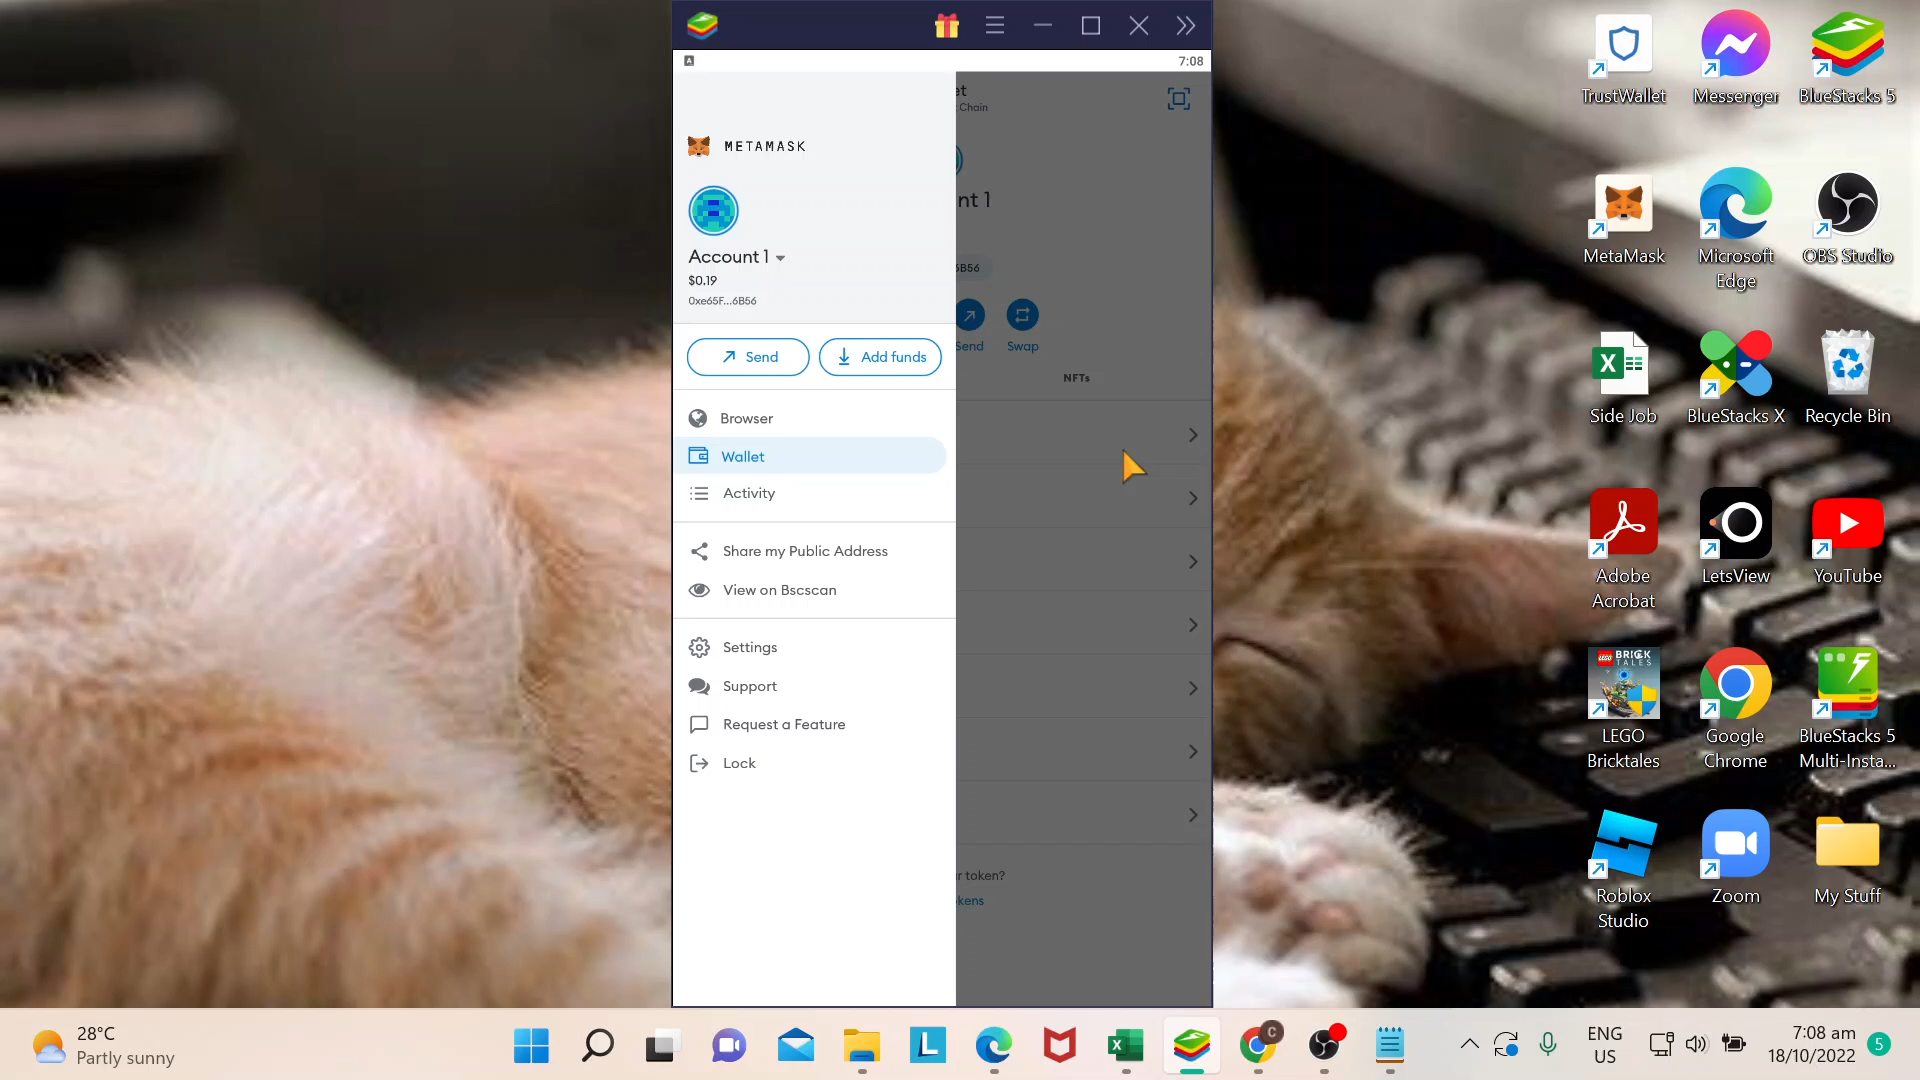 7:08
METAMASK
Account 1
$0.19
0xe65F...6B56
Send
Add funds
Browser
Wallet
Activity
Share my Public Address
View on Bscscan
Settings
Support
Request a Feature
Lock
et
Chain
nt 1
6B56
Send
Swap
NFTs
r token?
kens
TrustWallet
Messenger
BlueStacks 5
MetaMask
Microsoft
Edge
OBS Studio
Side Job
BlueStacks X
Recycle Bin
Adobe
Acrobat
LetsView
YouTube
LEGO BRICK
TALES
LEGO
Bricktales
Google
Chrome
BlueStacks 5
Multi-Insta...
Roblox
Studio
Zoom
My Stuff
28°C
Partly sunny
ENG
US
7:08 am
18/10/2022
5